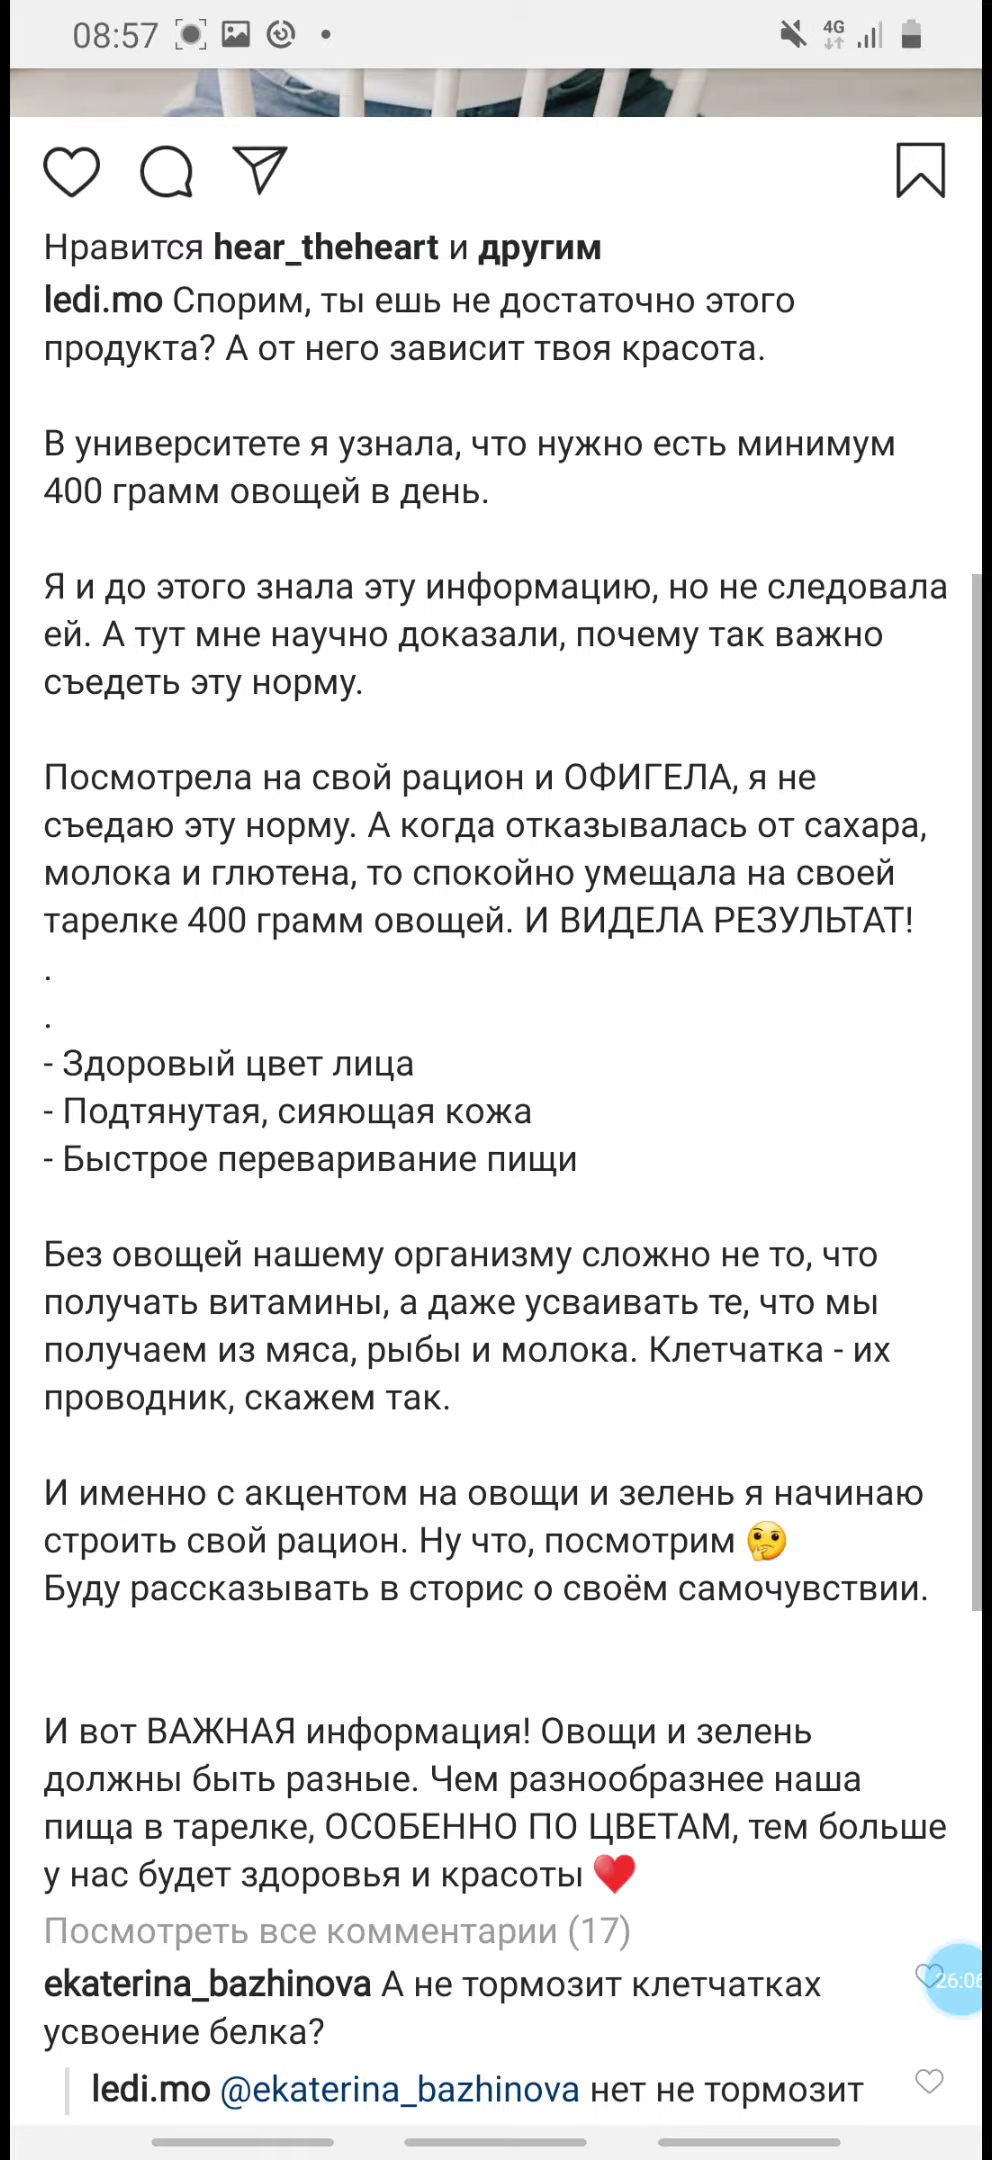 08:57
4G
Нравится hear_theheart и другим
ledi.mo Спорим, ты ешь не достаточно этого
продукта? А от него зависит твоя красота.
В университете я узнала, что нужно есть минимум
400 грамм овощей в день.
Я и до этого знала эту информацию, но не следовала
ей. А тут мне научно доказали, почему так важно
съедеть эту норму.
Посмотрела на свой рацион и ОФИГЕЛА, я не
съедаю эту норму. А когда отказывалась от сахара,
молока и глютена, то спокойно умещала на своей
тарелке 400 грамм овощей. И ВИДЕЛА РЕЗУЛЬТАТ!
.
.
- Здоровый цвет лица
- Подтянутая, сияющая кожа
- Быстрое переваривание пищи
Без овощей нашему организму сложно не то, что
получать витамины, а даже усваивать те, что мы
получаем из мяса, рыбы и молока. Клетчатка - их
проводник, скажем так.
И именно с акцентом на овощи и зелень я начинаю
строить свой рацион. Ну что, посмотрим 🤔
Буду рассказывать в сторис о своём самочувствии.
И вот ВАЖНАЯ информация! Овощи и зелень
должны быть разные. Чем разнообразнее наша
пища в тарелке, ОСОБЕННО ПО ЦВЕТАМ, тем больше
у нас будет здоровья и красоты ♥️
Посмотреть все комментарии (17)
ekaterina_bazhinova А не тормозит клетчатках
26:06
усвоение белка?
ledi.mo @ekaterina_bazhinova нет не тормозит